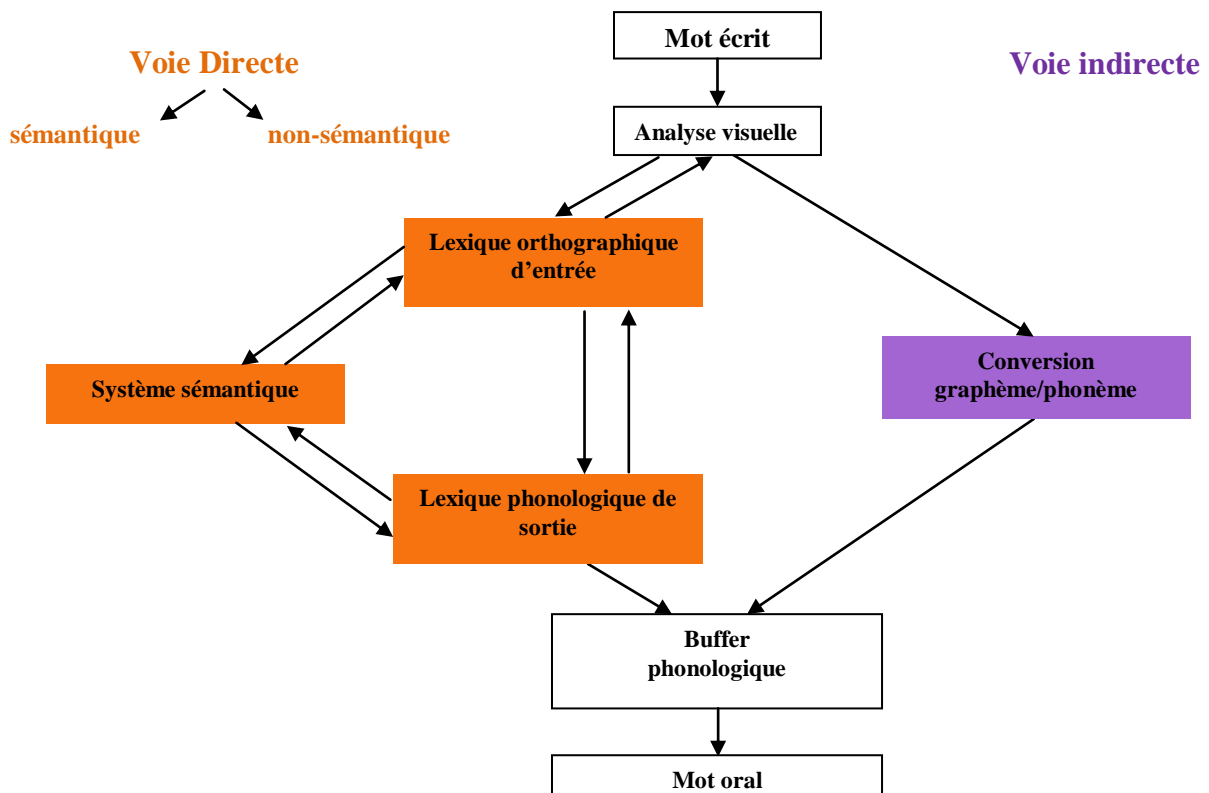 Mot écrit
Voie Directe
Voie indirecte
sémantique
non-sémantique
Analyse visuelle
Lexique orthographique
d’entrée
Système sémantique
Conversion
graphème/phonème
Lexique phonologique de
sortie
Buffer
phonologique
Mot oral